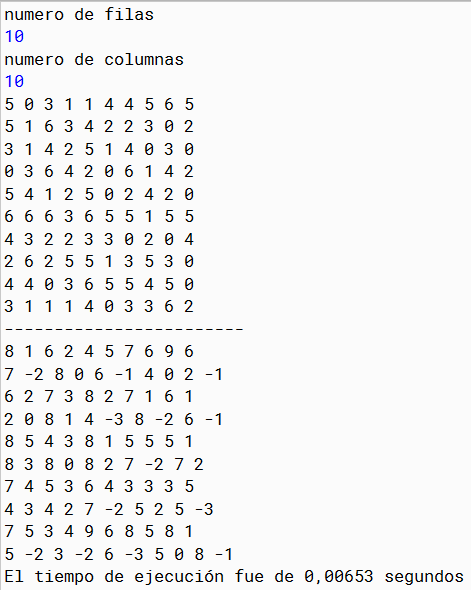 numero de filas
10
numero de columnas
10
5 0 3 1 1 4 4 5 6 5
5 1 6 3 4 2 2 3 0 2
3 1 4 2 5 1 4 0 3 0
0 3 6 4 2 0 6 1 4 2
5 4 1 2 5 0 2 4 2 0
6 6 6 3 6 5 5 1 5 5
4 3 2 2 3 3 0 2 0 4
2 6 2 5 5 1 3 5 3 0
4 4 0 3 6 5 5 4 5 0
3 1 1 1 4 0 3 3 6 2
------------------------
8 1 6 2 4 5 7 6 9 6
7 -2 8 0 6 -1 4 0 2 -1
6 2 7 3 8 2 7 1 6 1
2 0 8 1 4 -3 8 -2 6 -1
8 5 4 3 8 1 5 5 5 1
8 3 8 0 8 2 7 -2 7 2
7 4 5 3 6 4 3 3 3 5
4 3 4 2 7 -2 5 2 5 -3
7 5 3 4 9 6 8 5 8 1
5 -2 3 -2 6 -3 5 0 8 -1
El tiempo de ejecución fue de 0,00653 segundos